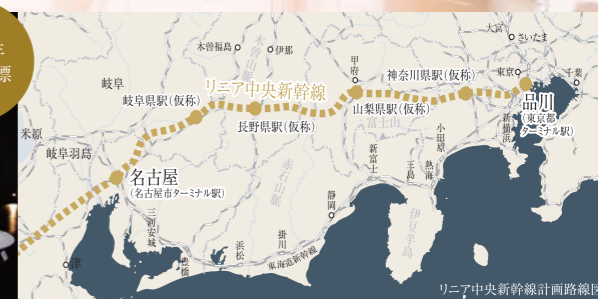 大宮
さいたま
木曽福島
伊那
木曽山脈
甲府
神奈川県駅(仮称)
東京
千葉
標
岐阜
リニア中央新幹線
岐阜県駅(仮称)
長野県駅(仮称)
山梨県駅(仮称)
富士山
品川
(東京都
ターミナル駅)
新横浜
小田原
米原
岐阜羽島
新富士
三島
熱海
赤石山脈
名古屋
(名古屋市ターミナル駅)
静岡
伊豆半島
三河安城
豊橋
浜松
掛川
東海道新幹線
津
リニア中央新幹線計画路線図